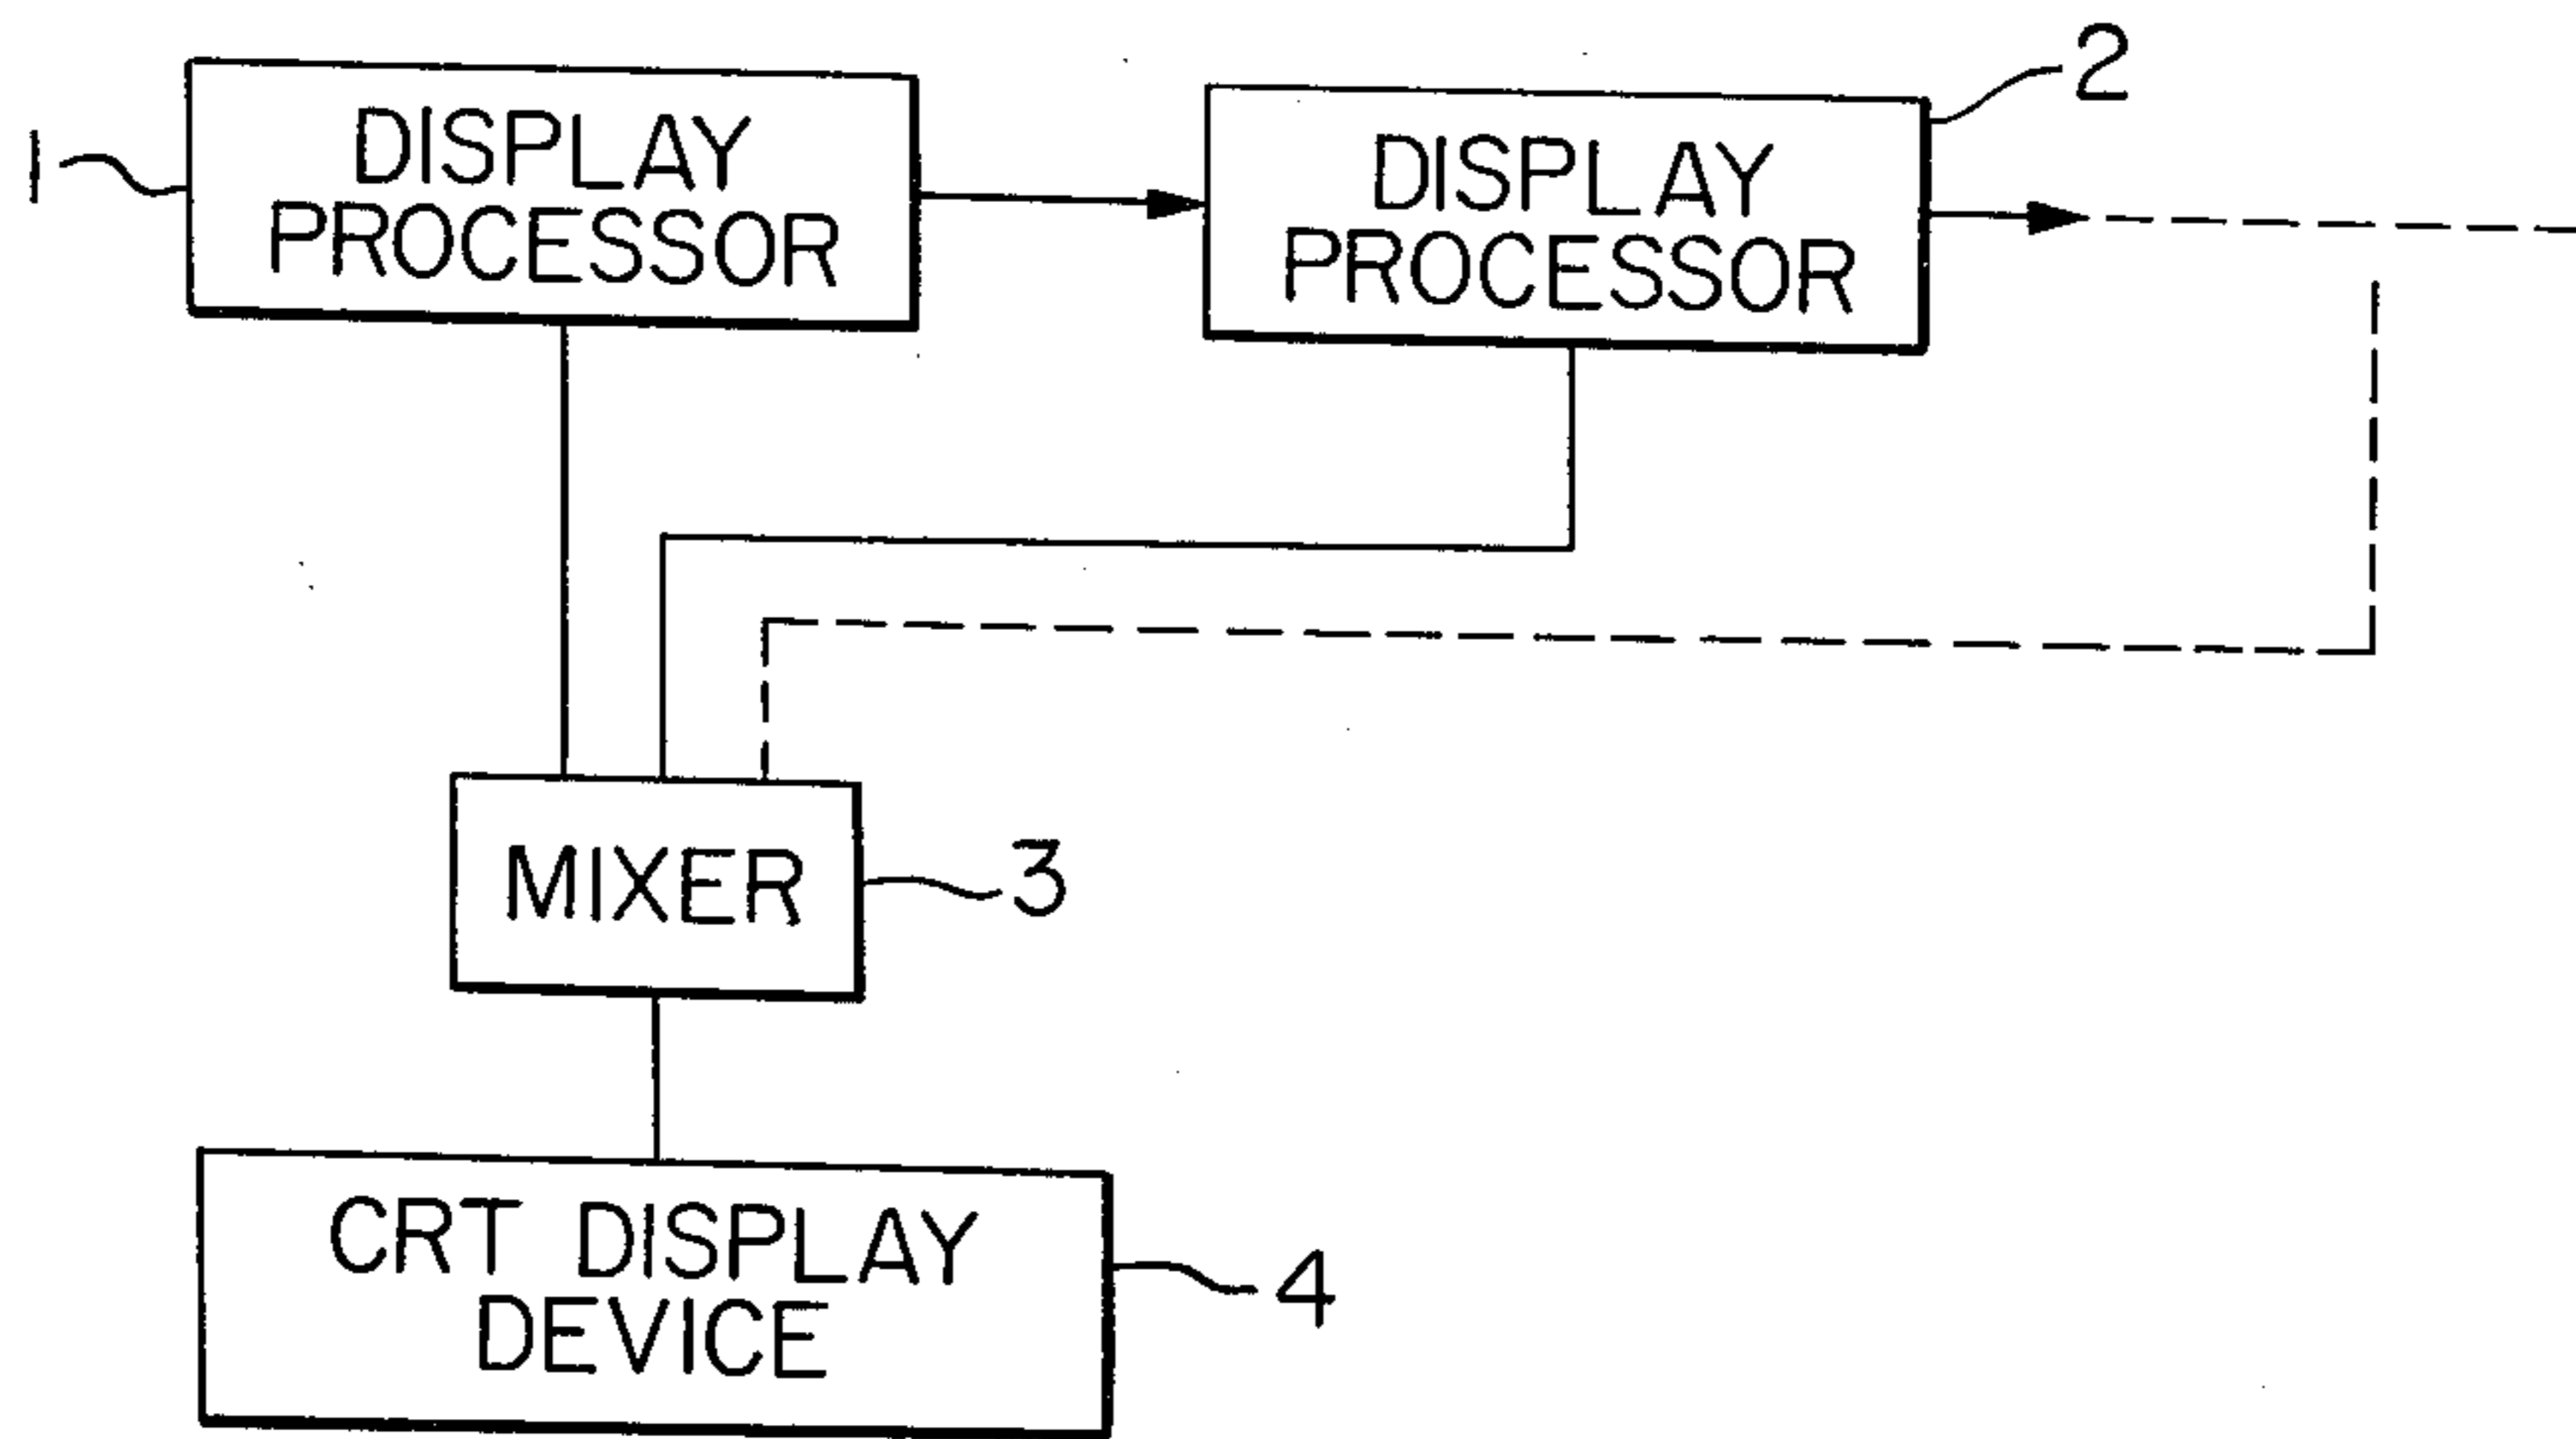 1
DISPLAY
PROCESSOR
2
DISPLAY
PROCESSOR
MIXER
3
CRT DISPLAY
DEVICE
4